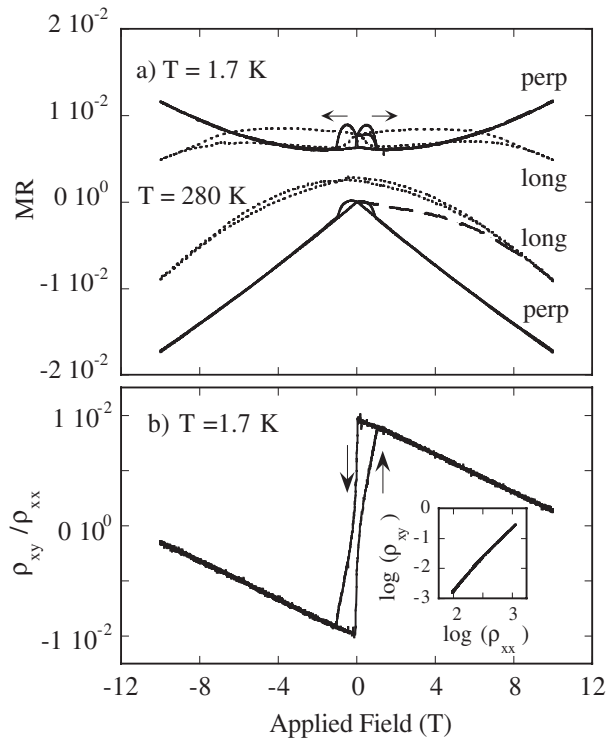 2 10⁻²
a) T = 1.7 K
perp
1 10⁻²
long
0 10⁰
T = 280 K
long
-1 10⁻²
perp
-2 10⁻²
MR
1 10⁻²
b) T =1.7 K
0 10⁰
-1 10⁻²
ρxy /ρxx
0
-1
-2
-3
log (ρxy)
2 3
log (ρxx)
-12 -8 -4 0 4 8 12
Applied Field (T)